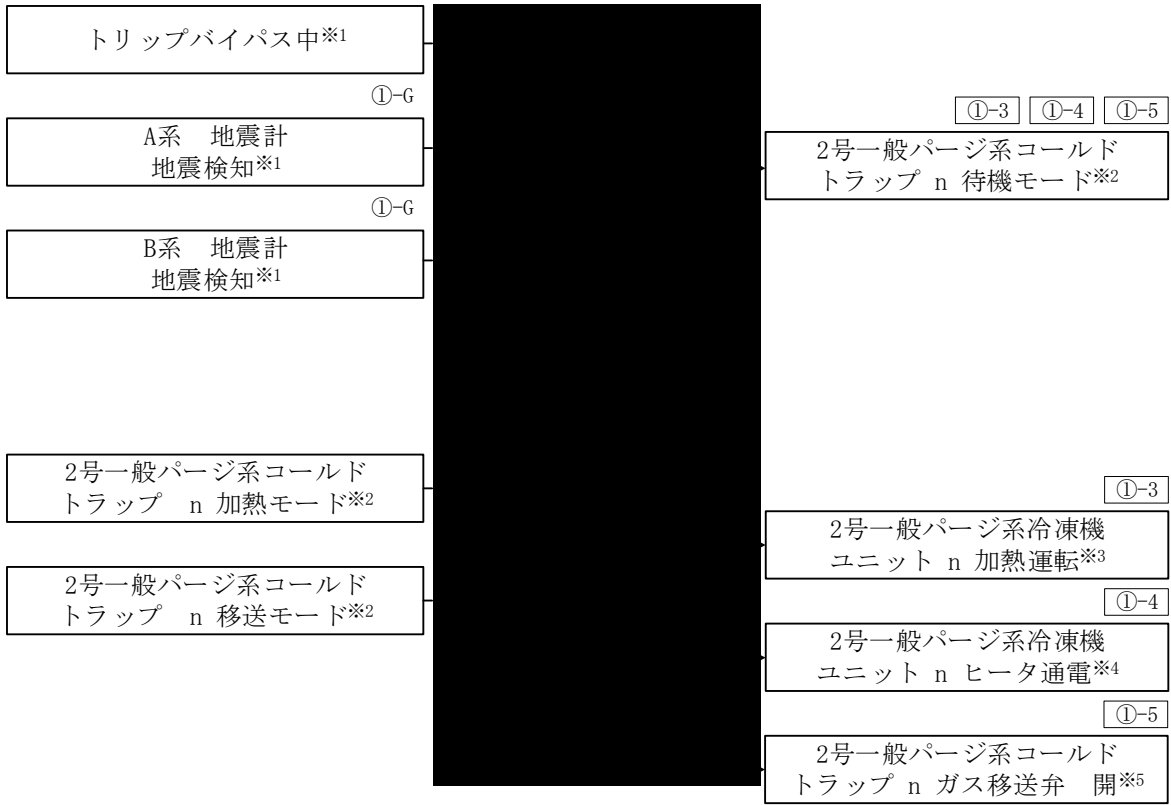 トリップバイパス中※1
①-G
A系　地震計
地震検知※1
①-G
B系　地震計
地震検知※1
2号一般パージ系コールド
トラップ　n 加熱モード※2
2号一般パージ系コールド
トラップ　n 移送モード※2
①-3 ①-4 ①-5
2号一般パージ系コールド
トラップ n 待機モード※2
①-3
2号一般パージ系冷凍機
ユニット n 加熱運転※3
①-4
2号一般パージ系冷凍機
ユニット n ヒータ通電※4
①-5
2号一般パージ系コールド
トラップ n ガス移送弁　開※5